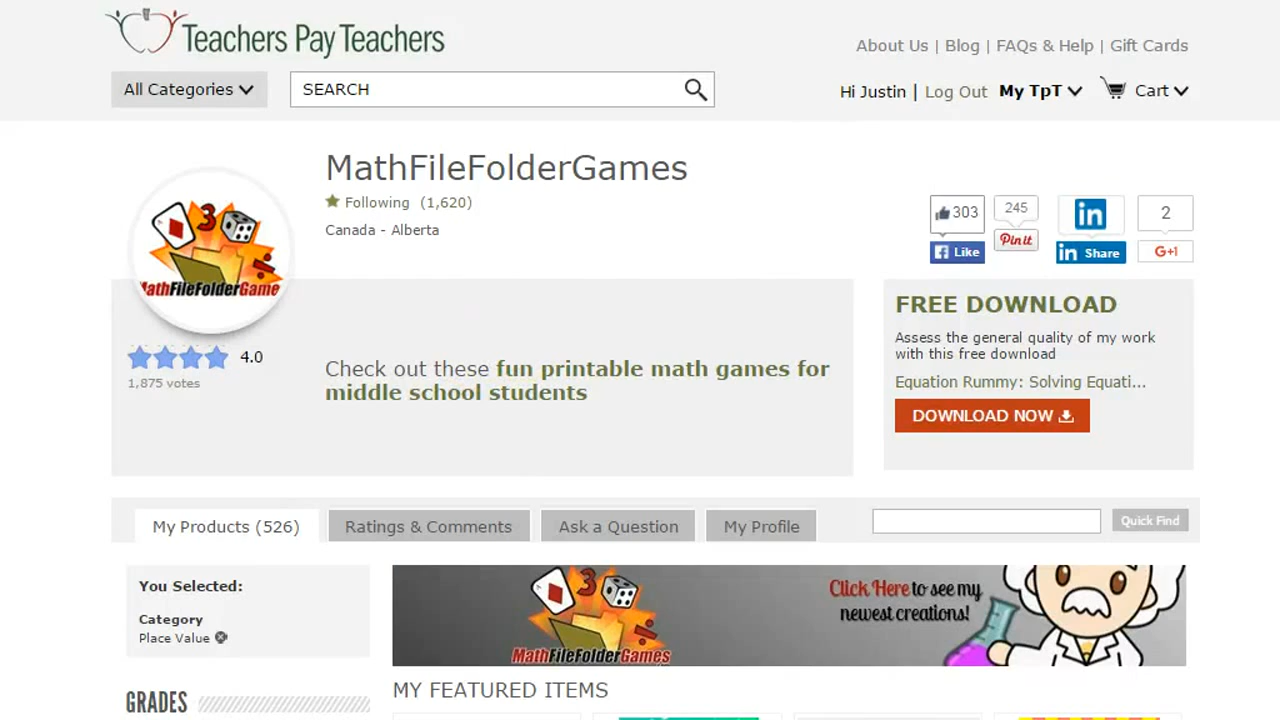 Teachers Pay Teachers
About Us | Blog | FAQs & Help | Gift Cards
All Categories
SEARCH
Hi Justin | Log Out My TpT Cart
MathFileFolderGames
Following (1,620)
Canada - Alberta
303
Like
245
Pin it
in
in Share
2
G+1
3
MathFileFolderGame
4.0
1,875 votes
Check out these fun printable math games for
middle school students
FREE DOWNLOAD
Assess the general quality of my work
with this free download
Equation Rummy: Solving Equati...
DOWNLOAD NOW
My Products (526)
Ratings & Comments
Ask a Question
My Profile
Quick Find
You Selected:
Category
Place Value
GRADES
3
MathFileFolderGames
Click Here to see my
newest creations!
MY FEATURED ITEMS